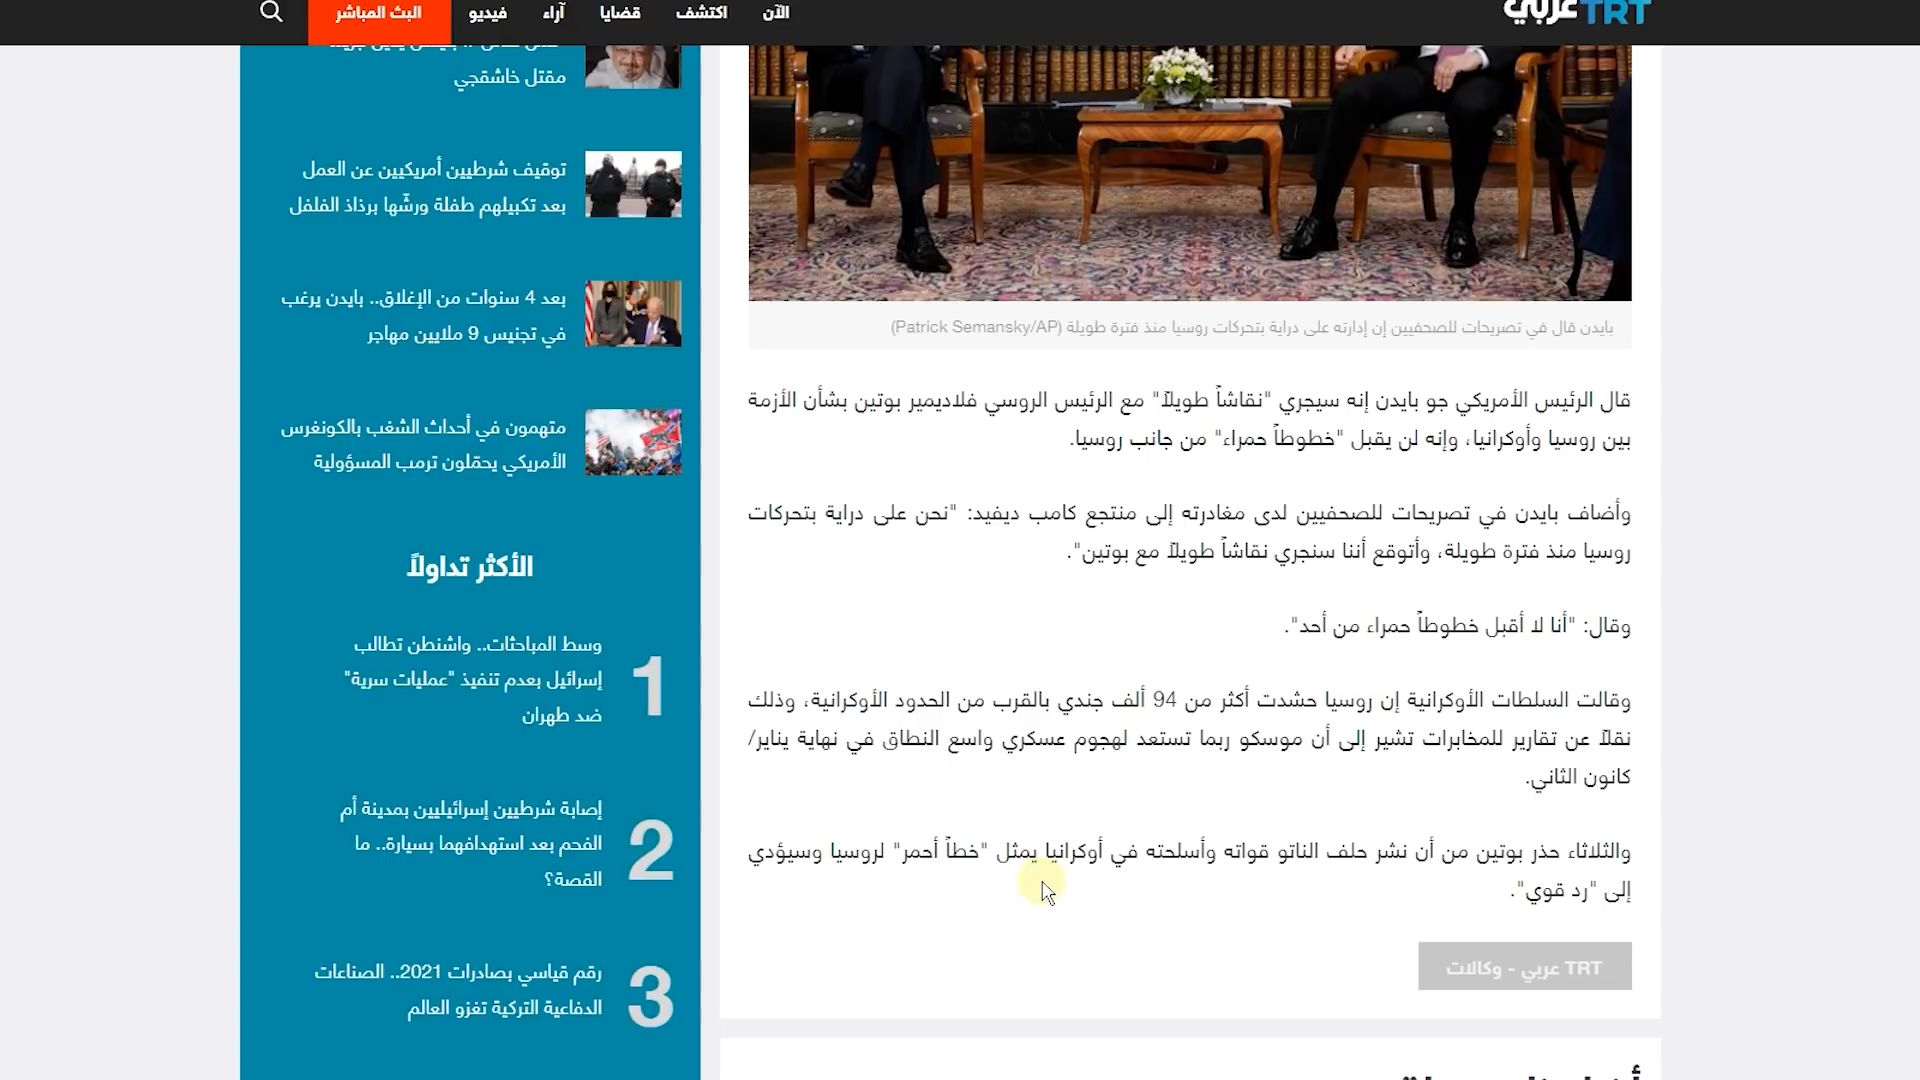 TRT عربي
الآن
اكتشف
قضايا
آراء
فيديو
البث المباشر
بايدن قال في تصريحات للصحفيين إن إدارته على دراية بتحركات روسيا منذ فترة طويلة (Patrick Semansky/AP)
قال الرئيس الأمريكي جو بايدن إنه سيجري "نقاشاً طويلاً" مع الرئيس الروسي فلاديمير بوتين بشأن الأزمة
بين روسيا وأوكرانيا، وإنه لن يقبل "خطوطاً حمراء" من جانب روسيا.
وأضاف بايدن في تصريحات للصحفيين لدى مغادرته إلى منتجع كامب ديفيد: "نحن على دراية بتحركات
روسيا منذ فترة طويلة، وأتوقع أننا سنجري نقاشاً طويلاً مع بوتين".
وقال: "أنا لا أقبل خطوطاً حمراء من أحد".
وقالت السلطات الأوكرانية إن روسيا حشدت أكثر من 94 ألف جندي بالقرب من الحدود الأوكرانية، وذلك
نقلاً عن تقارير للمخابرات تشير إلى أن موسكو ربما تستعد لهجوم عسكري واسع النطاق في نهاية يناير/
كانون الثاني.
والثلاثاء حذر بوتين من أن نشر حلف الناتو قواته وأسلحته في أوكرانيا يمثل "خطاً أحمر" لروسيا وسيؤدي
إلى "رد قوي".
TRT عربي - وكالات
مقتل خاشقجي
توقيف شرطيين أمريكيين عن العمل
بعد تكبيلهم طفلة ورشّها برذاذ الفلفل
بعد 4 سنوات من الإغلاق.. بايدن يرغب
في تجنيس 9 ملايين مهاجر
متهمون في أحداث الشغب بالكونغرس
الأمريكي يحمّلون ترمب المسؤولية
الأكثر تداولاً
1
وسط المباحثات.. واشنطن تطالب
إسرائيل بعدم تنفيذ "عمليات سرية"
ضد طهران
2
إصابة شرطيين إسرائيليين بمدينة أم
الفحم بعد استهدافهما بسيارة.. ما
القصة؟
3
رقم قياسي بصادرات 2021.. الصناعات
الدفاعية التركية تغزو العالم